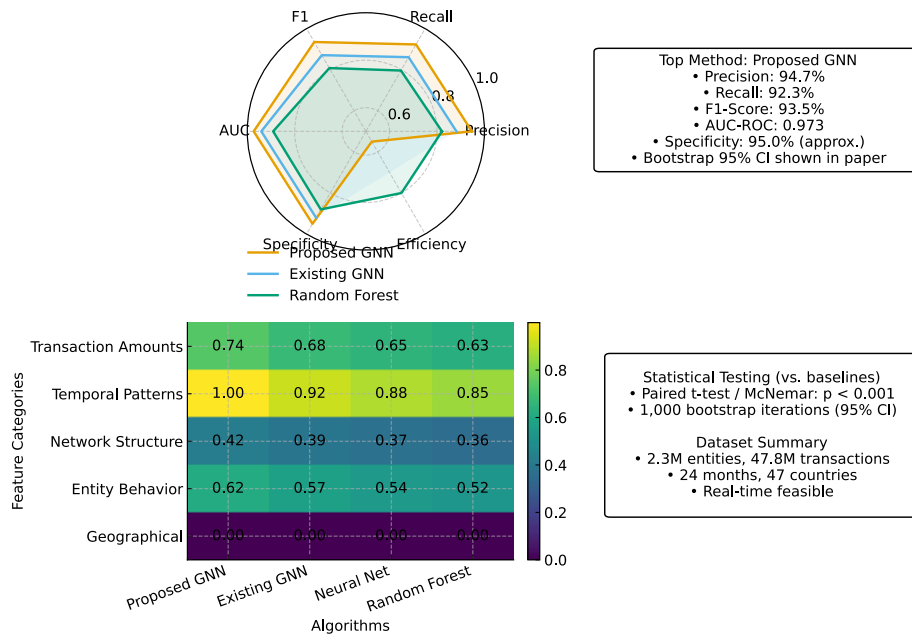 F1
Recall
1.0
0.8
0.6
AUC
Precision
Specificity
Efficiency
Proposed GNN
Existing GNN
Random Forest
Top Method: Proposed GNN
• Precision: 94.7%
• Recall: 92.3%
• F1-Score: 93.5%
• AUC-ROC: 0.973
• Specificity: 95.0% (approx.)
• Bootstrap 95% CI shown in paper
Feature Categories
Transaction Amounts 0.74 0.68 0.65 0.63
Temporal Patterns 1.00 0.92 0.88 0.85
Network Structure 0.42 0.39 0.37 0.36
Entity Behavior 0.62 0.57 0.54 0.52
Geographical 0.00 0.00 0.00 0.00
Proposed GNN Existing GNN Neural Net Random Forest
Algorithms
0.8
0.6
0.4
0.2
0.0
Statistical Testing (vs. baselines)
• Paired t-test / McNemar: p < 0.001
• 1,000 bootstrap iterations (95% CI)
Dataset Summary
• 2.3M entities, 47.8M transactions
• 24 months, 47 countries
• Real-time feasible